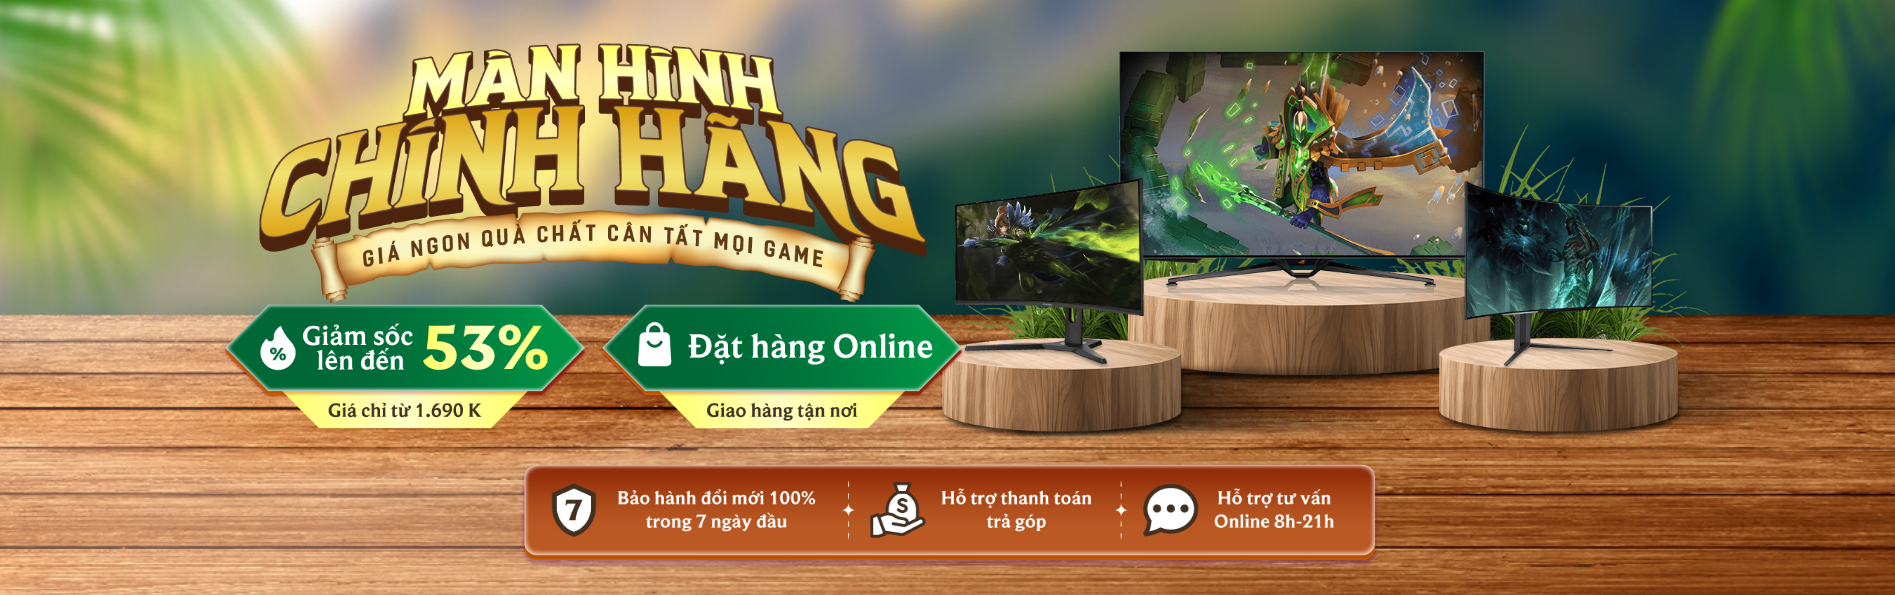 MÀN HÌNH
CHÍNH HÃNG
GIÁ NGON QUÀ CHẤT CÂN TẤT MỌI GAME
%
Giảm sốc
lên đến
53%
Giá chỉ từ 1.690 K
Đặt hàng Online
Giao hàng tận nơi
7
Bảo hành đổi mới 100%
trong 7 ngày đầu
S
Hỗ trợ thanh toán
trả góp
Hỗ trợ tư vấn
Online 8h-21h